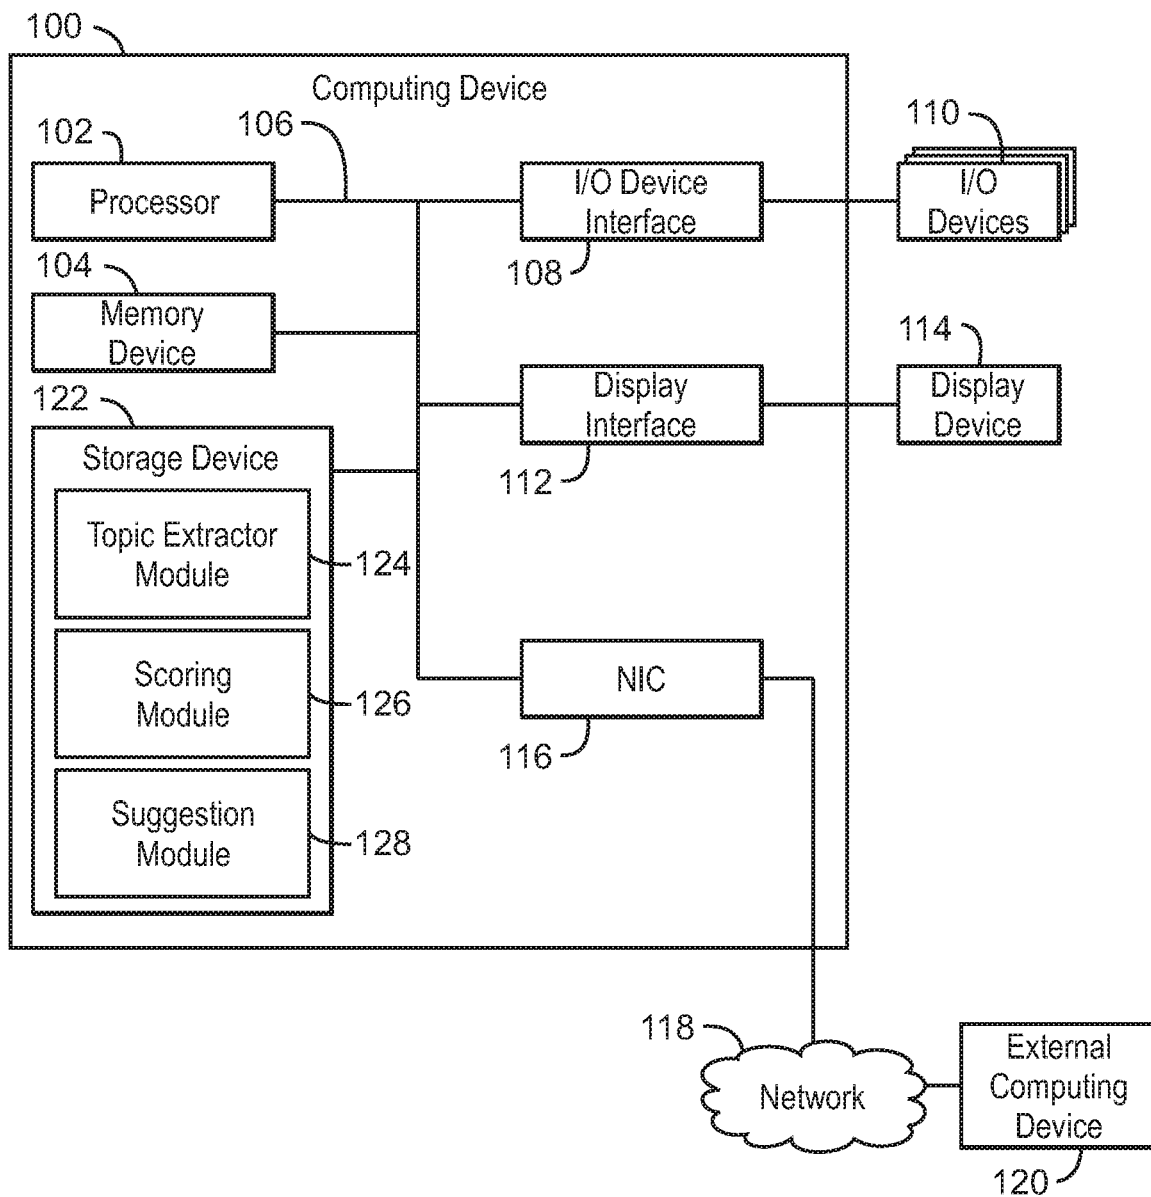 100
Computing Device
102
106
110
Processor
I/O Device
Interface
I/O
Devices
104
108
Memory
Device
114
122
Display
Interface
Display
Device
Storage Device
112
Topic Extractor
Module
124
Scoring
Module
126
NIC
116
Suggestion
Module
128
118
Network
External
Computing
Device
120